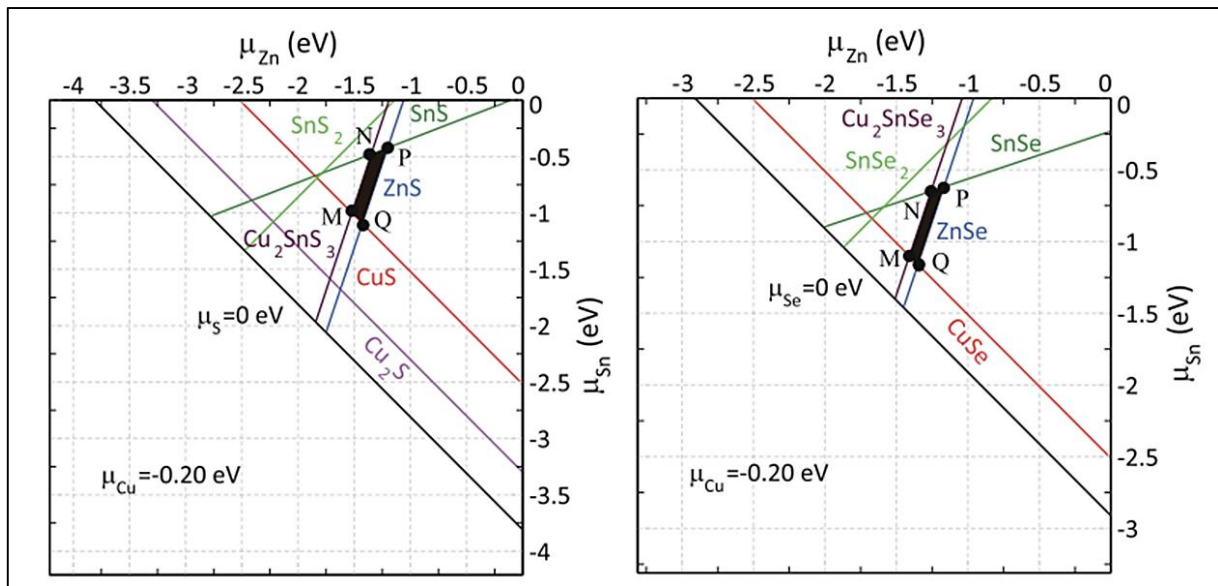 μZn (eV)
-4 -3.5 -3 -2.5 -2 -1.5 -1 -0.5 0
SnS2
SnS
N
P
ZnS
M
Q
Cu2SnS3
CuS
μS=0 eV
Cu2S
μCu=-0.20 eV
0
-0.5
-1
-1.5
-2
-2.5
-3
-3.5
-4
μSn (eV)
μZn (eV)
-3 -2.5 -2 -1.5 -1 -0.5 0
Cu2SnSe3
SnSe2
SnSe
N
P
ZnSe
M
Q
μSe=0 eV
CuSe
μCu=-0.20 eV
0
-0.5
-1
-1.5
-2
-2.5
-3
μSn (eV)